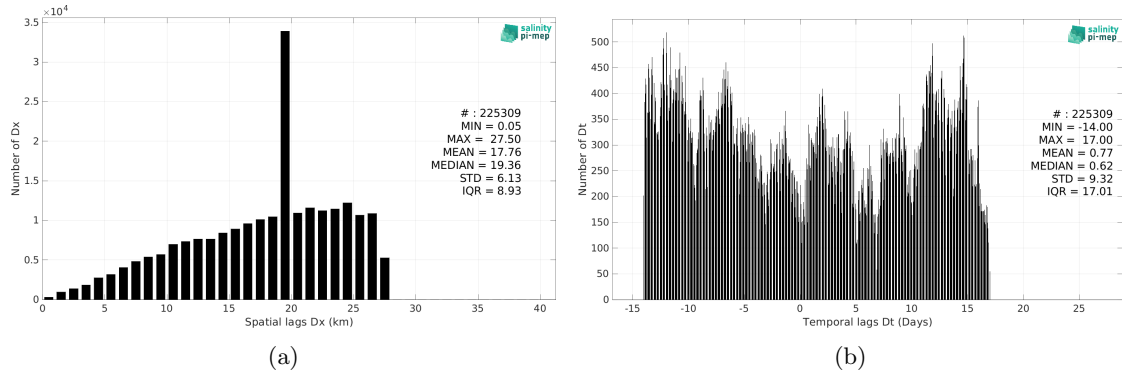 ×10⁴
3.5
3
2.5
2
1.5
1
0.5
0
Number of Dx
0 5 10 15 20 25 30 35 40
Spatial lags Dx (km)
salinity
pi-mep
# : 225309
MIN = 0.05
MAX = 27.50
MEAN = 17.76
MEDIAN = 19.36
STD = 6.13
IQR = 8.93
(a)
500
450
400
350
300
250
200
150
100
50
0
Number of Dt
-15 -10 -5 0 5 10 15 20 25
Temporal lags Dt (Days)
salinity
pi-mep
# : 225309
MIN = -14.00
MAX = 17.00
MEAN = 0.77
MEDIAN = 0.62
STD = 9.32
IQR = 17.01
(b)